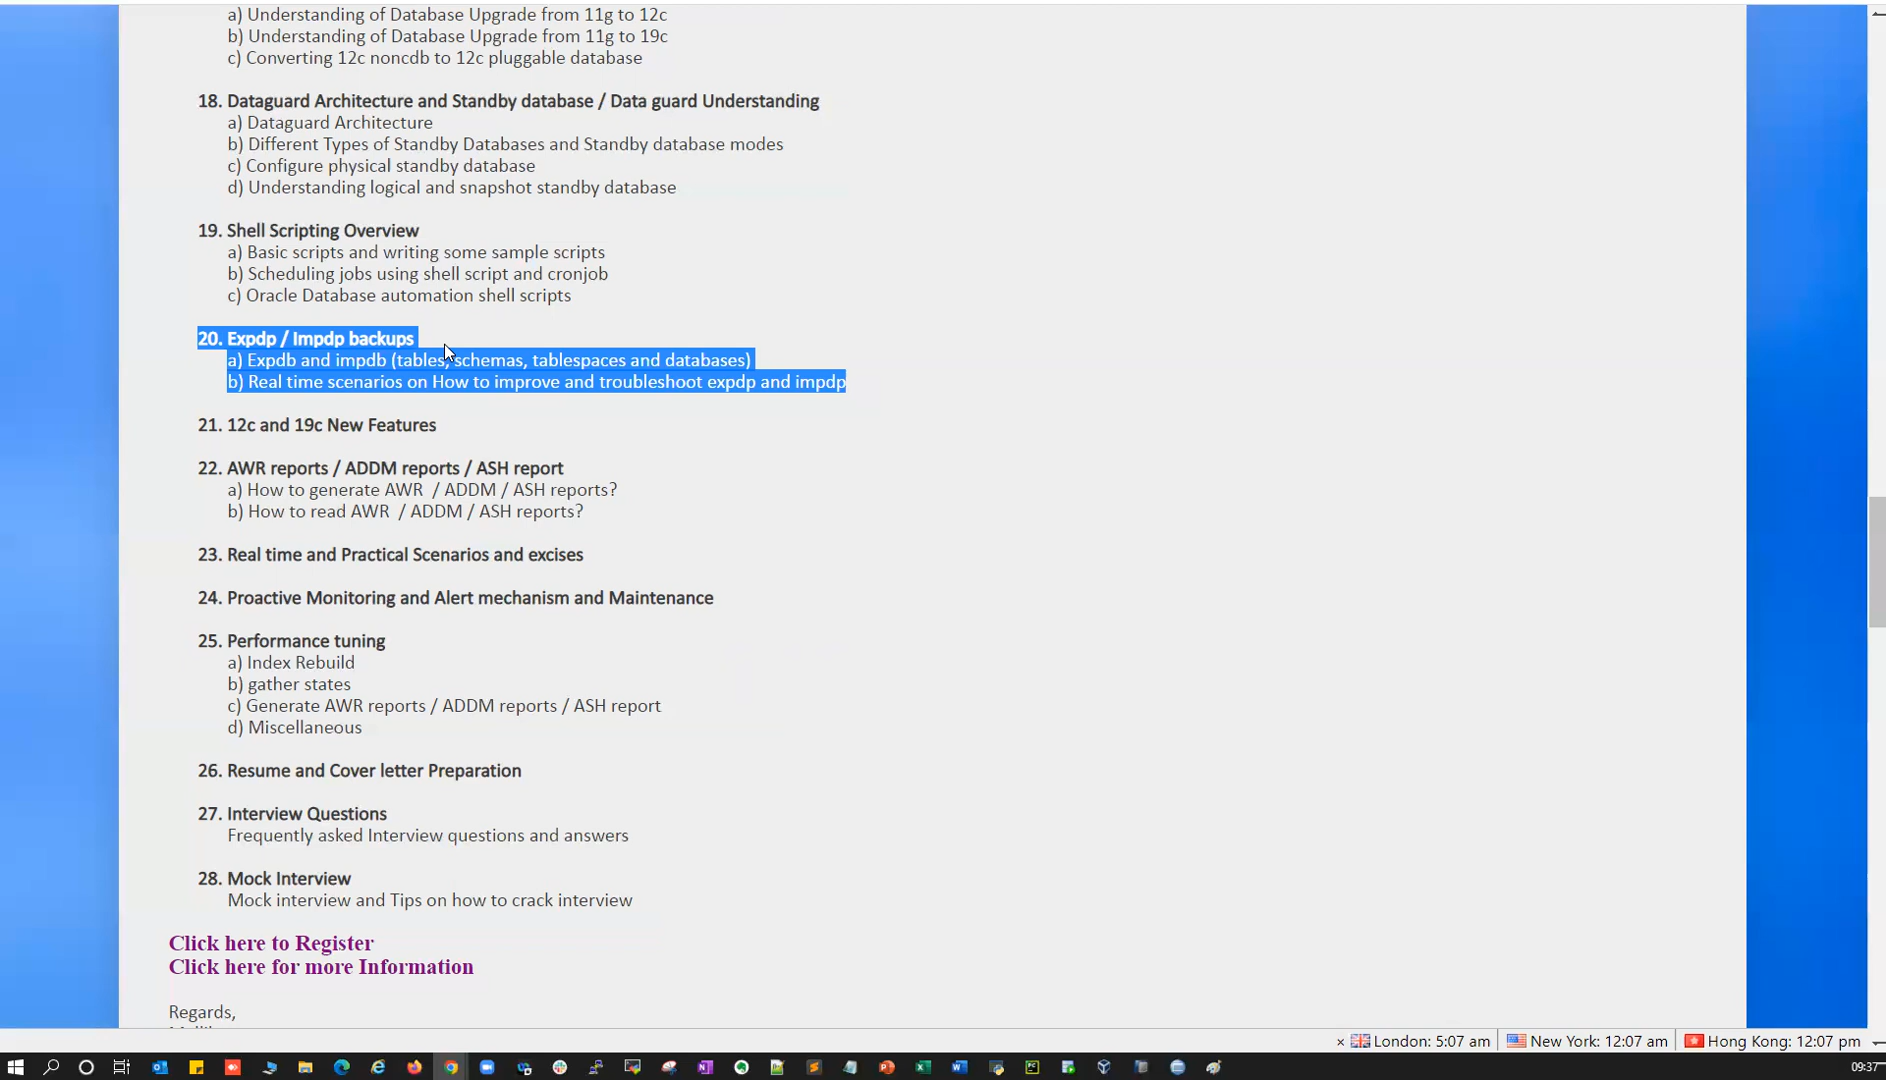 a) Understanding of Database Upgrade from 11g to 12c
b) Understanding of Database Upgrade from 11g to 19c
c) Converting 12c noncdb to 12c pluggable database
18. Dataguard Architecture and Standby database / Data guard Understanding
a) Dataguard Architecture
b) Different Types of Standby Databases and Standby database modes
c) Configure physical standby database
d) Understanding logical and snapshot standby database
19. Shell Scripting Overview
a) Basic scripts and writing some sample scripts
b) Scheduling jobs using shell script and cronjob
c) Oracle Database automation shell scripts
20. Expdp / Impdp backups
a) Expdb and impdb (tables, schemas, tablespaces and databases)
b) Real time scenarios on How to improve and troubleshoot expdp and impdp
21. 12c and 19c New Features
22. AWR reports / ADDM reports / ASH report
a) How to generate AWR / ADDM / ASH reports?
b) How to read AWR / ADDM / ASH reports?
23. Real time and Practical Scenarios and excises
24. Proactive Monitoring and Alert mechanism and Maintenance
25. Performance tuning
a) Index Rebuild
b) gather states
c) Generate AWR reports / ADDM reports / ASH report
d) Miscellaneous
26. Resume and Cover letter Preparation
27. Interview Questions
Frequently asked Interview questions and answers
28. Mock Interview
Mock interview and Tips on how to crack interview
Click here to Register
Click here for more Information
Regards,
London: 5:07 am New York: 12:07 am Hong Kong: 12:07 pm
09:37